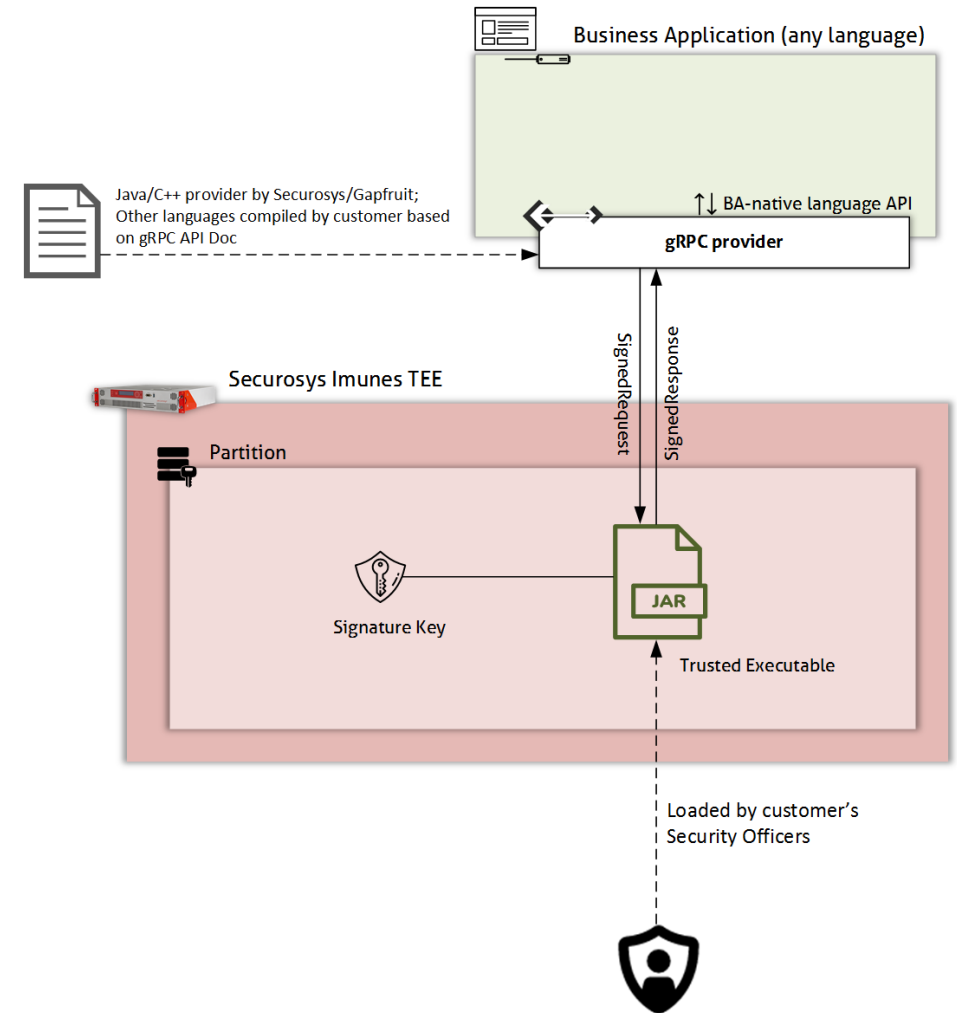 Business Application (any language)
Java/C++ provider by Securosys/Gapfruit;
Other languages compiled by customer based
on gRPC API Doc
↑↓ BA-native language API
gRPC provider
SignedRequest
SignedResponse
Securosys Imunes TEE
Partition
JAR
Signature Key
Trusted Executable
Loaded by customer’s
Security Officers